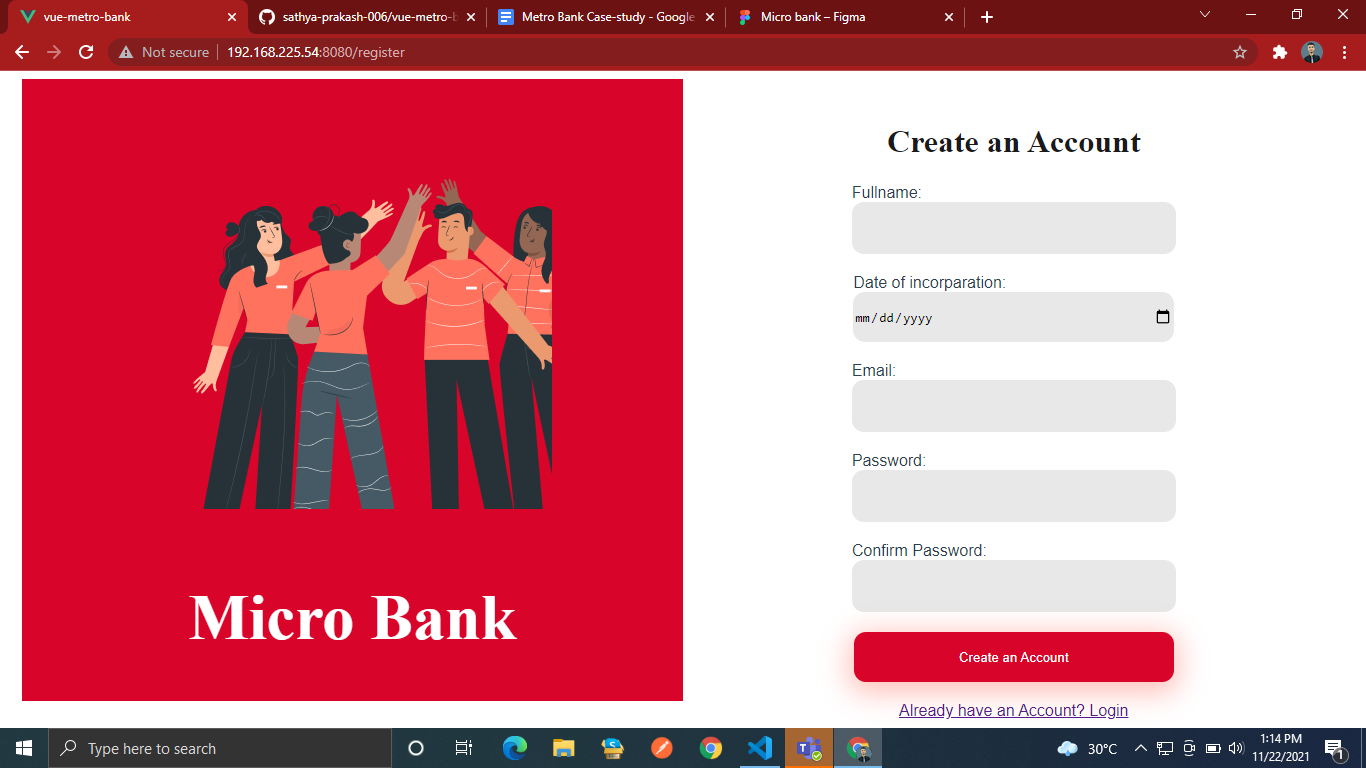 vue-metro-bank
sathya-prakash-006/vue-metro-b
Metro Bank Case-study - Google
Micro bank – Figma
Not secure
192.168.225.54:8080/register
Create an Account
Fullname:
Date of incorparation:
mm/dd/yyyy
Email:
Password:
Confirm Password:
Create an Account
Already have an Account? Login
Micro Bank
Type here to search
30°C
1:14 PM
11/22/2021
1